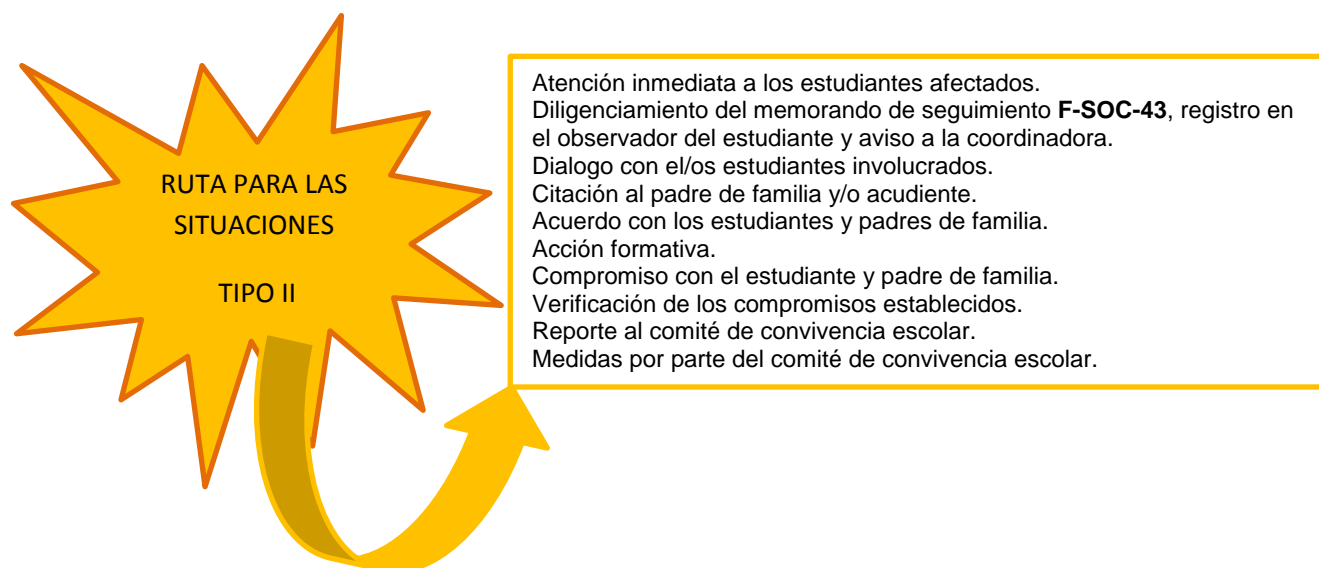 RUTA PARA LAS
SITUACIONES
TIPO II
Atención inmediata a los estudiantes afectados.
Diligenciamiento del memorando de seguimiento F-SOC-43, registro en
el observador del estudiante y aviso a la coordinadora.
Dialogo con el/os estudiantes involucrados.
Citación al padre de familia y/o acudiente.
Acuerdo con los estudiantes y padres de familia.
Acción formativa.
Compromiso con el estudiante y padre de familia.
Verificación de los compromisos establecidos.
Reporte al comité de convivencia escolar.
Medidas por parte del comité de convivencia escolar.